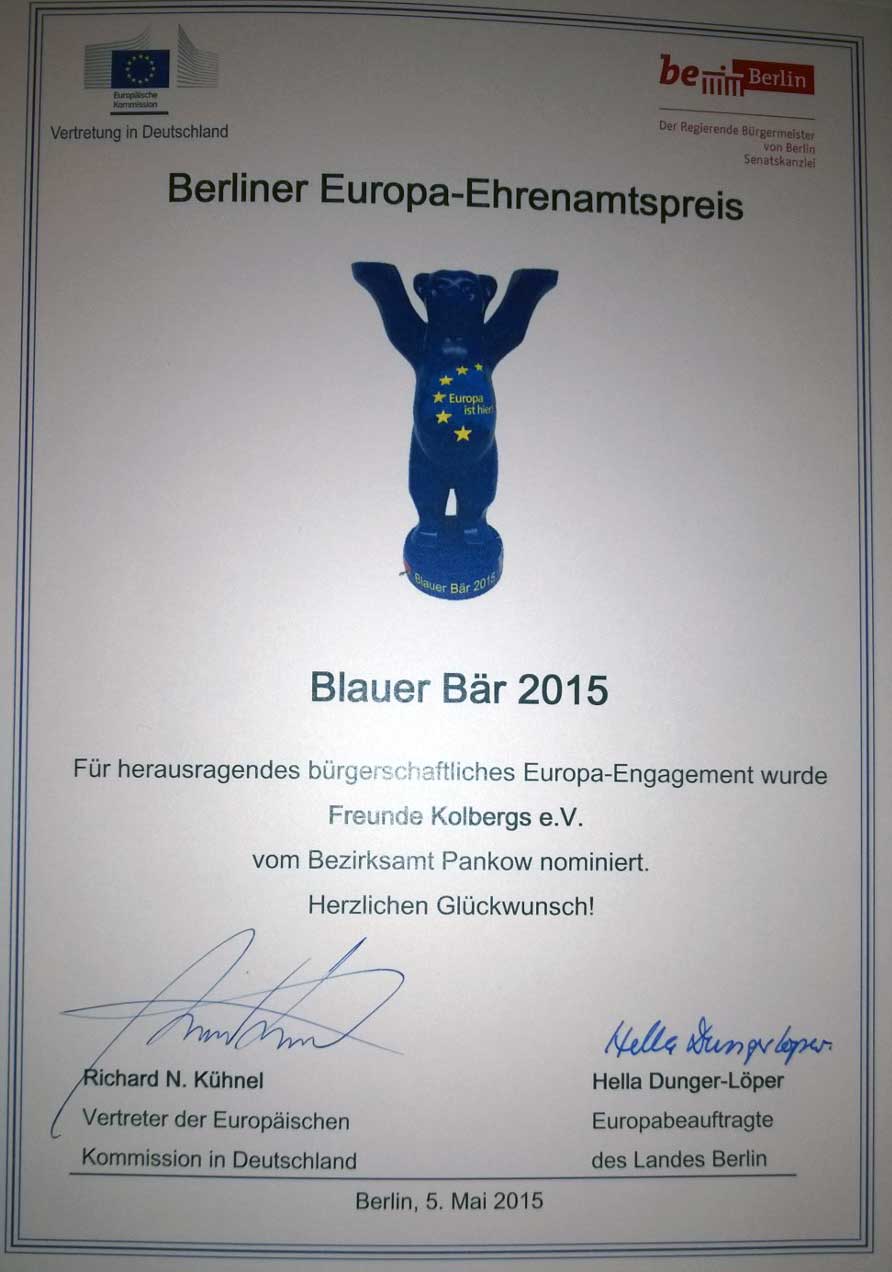 Europäische
Kommission
Vertretung in Deutschland
be Berlin
Der Regierende Bürgermeister
von Berlin
Senatskanzlei
Berliner Europa-Ehrenamtspreis
Europa
ist hier!
Blauer Bär 2015
Blauer Bär 2015
Für herausragendes bürgerschaftliches Europa-Engagement wurde
Freunde Kolbergs e.V.
vom Bezirksamt Pankow nominiert.
Herzlichen Glückwunsch!
Hella Dunger-Löper
Richard N. Kühnel
Hella Dunger-Löper
Vertreter der Europäischen
Europabeauftragte
Kommission in Deutschland
des Landes Berlin
Berlin, 5. Mai 2015